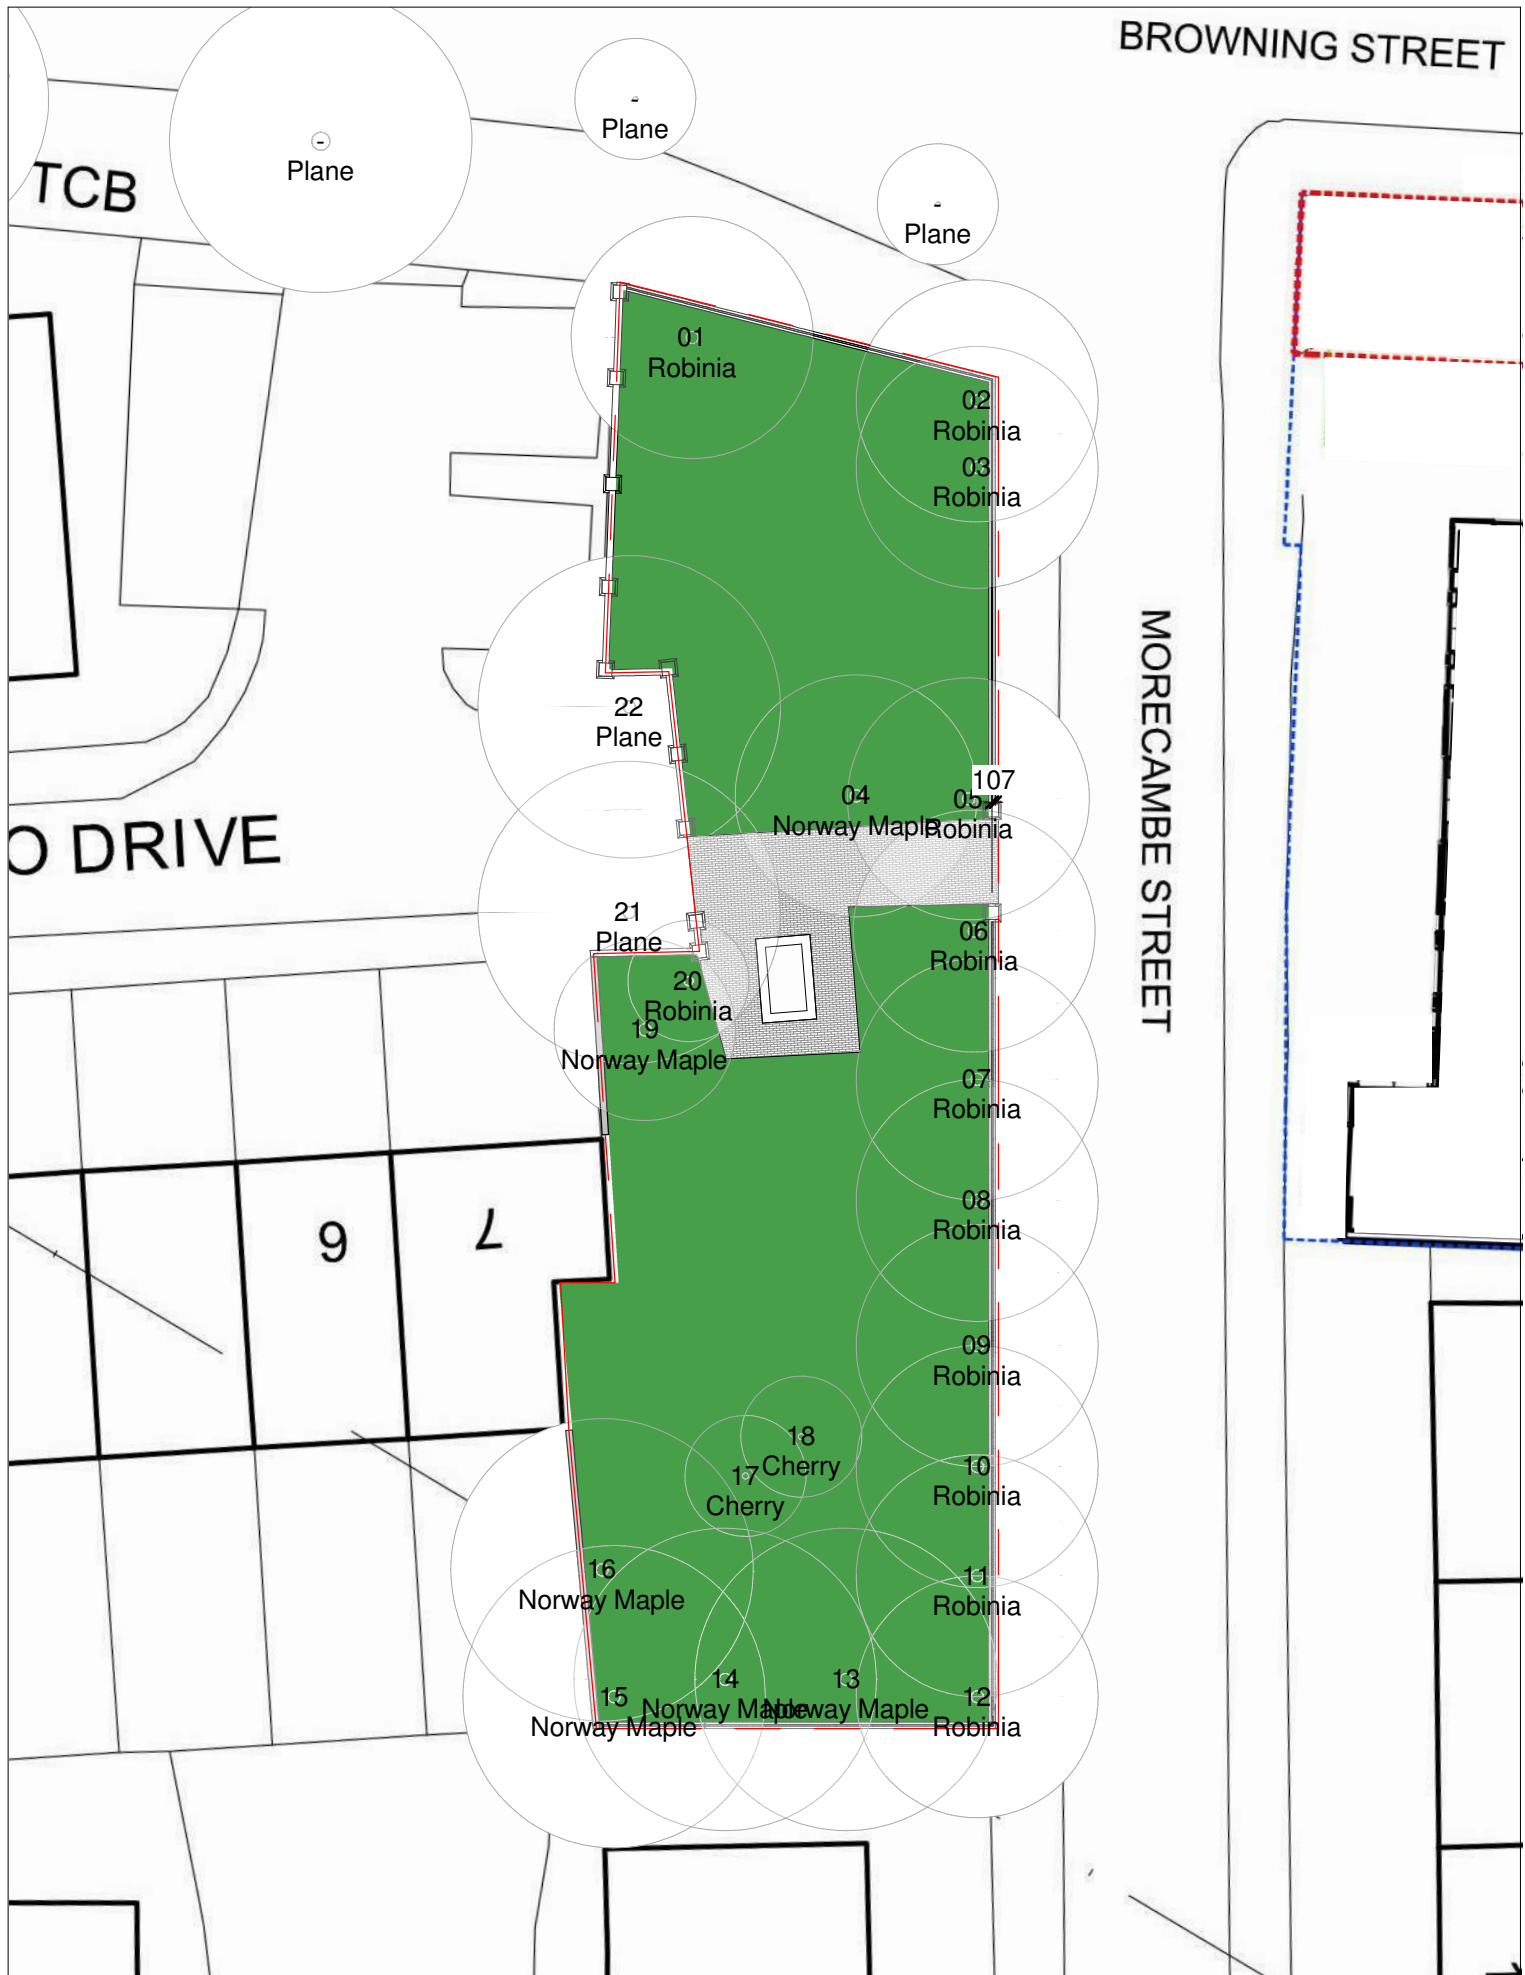 BROWNING STREET
Plane
Plane
TCB
Plane
01
Robinia
02
Robinia
03
Robinia
MORECAMBE STREET
22
Plane
107
04
Norway Maple
05
Robinia
O DRIVE
21
Plane
06
Robinia
20
Robinia
19
Norway Maple
07
Robinia
08
Robinia
6
7
09
Robinia
18
Cherry
17
Cherry
10
Robinia
16
Norway Maple
11
Robinia
15
Norway Maple
14
Norway Maple
13
Norway Maple
12
Robinia